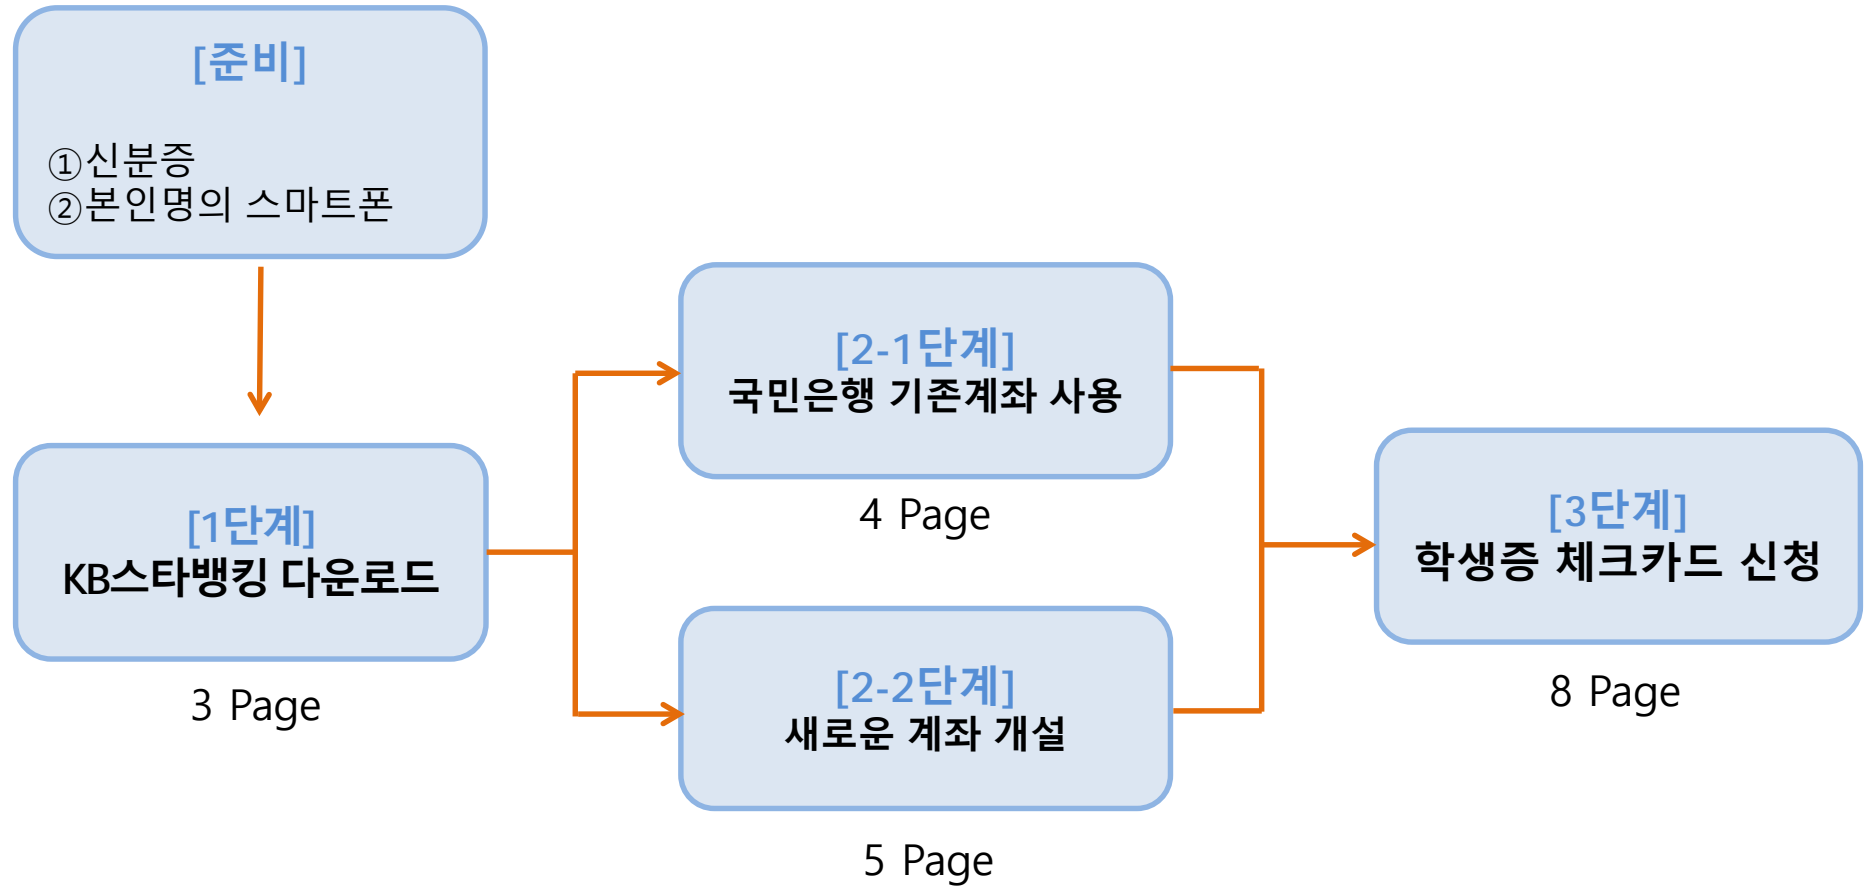 [준비]
①신분증
②본인명의 스마트폰
[1단계]
KB스타뱅킹 다운로드
3 Page
[2-1단계]
국민은행 기존계좌 사용
4 Page
[2-2단계]
새로운 계좌 개설
5 Page
[3단계]
학생증 체크카드 신청
8 Page